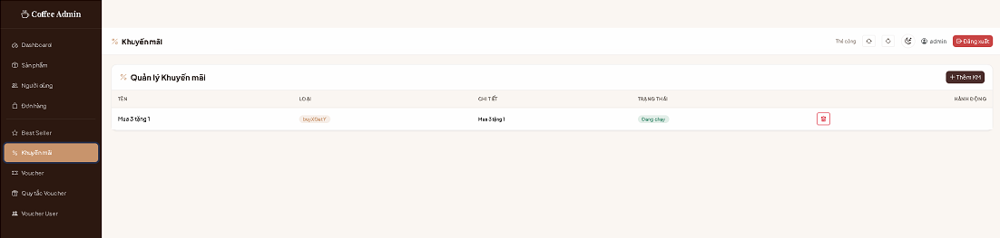 Coffee Admin
Dashboard
Sản phẩm
Người dùng
Đơn hàng
Best Seller
Khuyến mãi
Voucher
Quy tắc Voucher
Voucher User
Khuyến mãi
Thủ công
admin
Đăng xuất
Quản lý Khuyến mãi
+ Thêm KM
TÊN LOẠI CHI TIẾT TRẠNG THÁI HÀNH ĐỘNG
Mua 3 tặng 1 buyXGetY Mua 3 tặng 1 Đang chạy